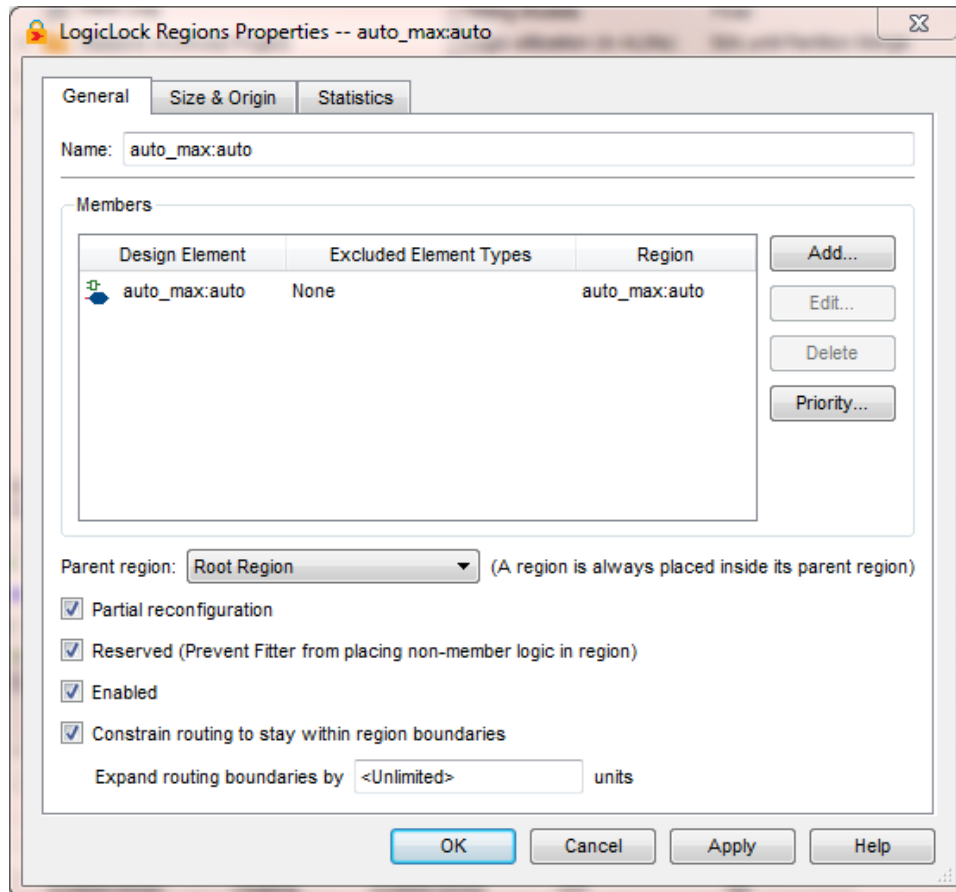 LogicLock Regions Properties -- auto_max:auto
General Size & Origin Statistics
Name: auto_max:auto
Members
Design Element Excluded Element Types Region
auto_max:auto None auto_max:auto
Add...
Edit...
Delete
Priority...
Parent region: Root Region (A region is always placed inside its parent region)
Partial reconfiguration
Reserved (Prevent Fitter from placing non-member logic in region)
Enabled
Constrain routing to stay within region boundaries
Expand routing boundaries by <Unlimited> units
OK Cancel Apply Help